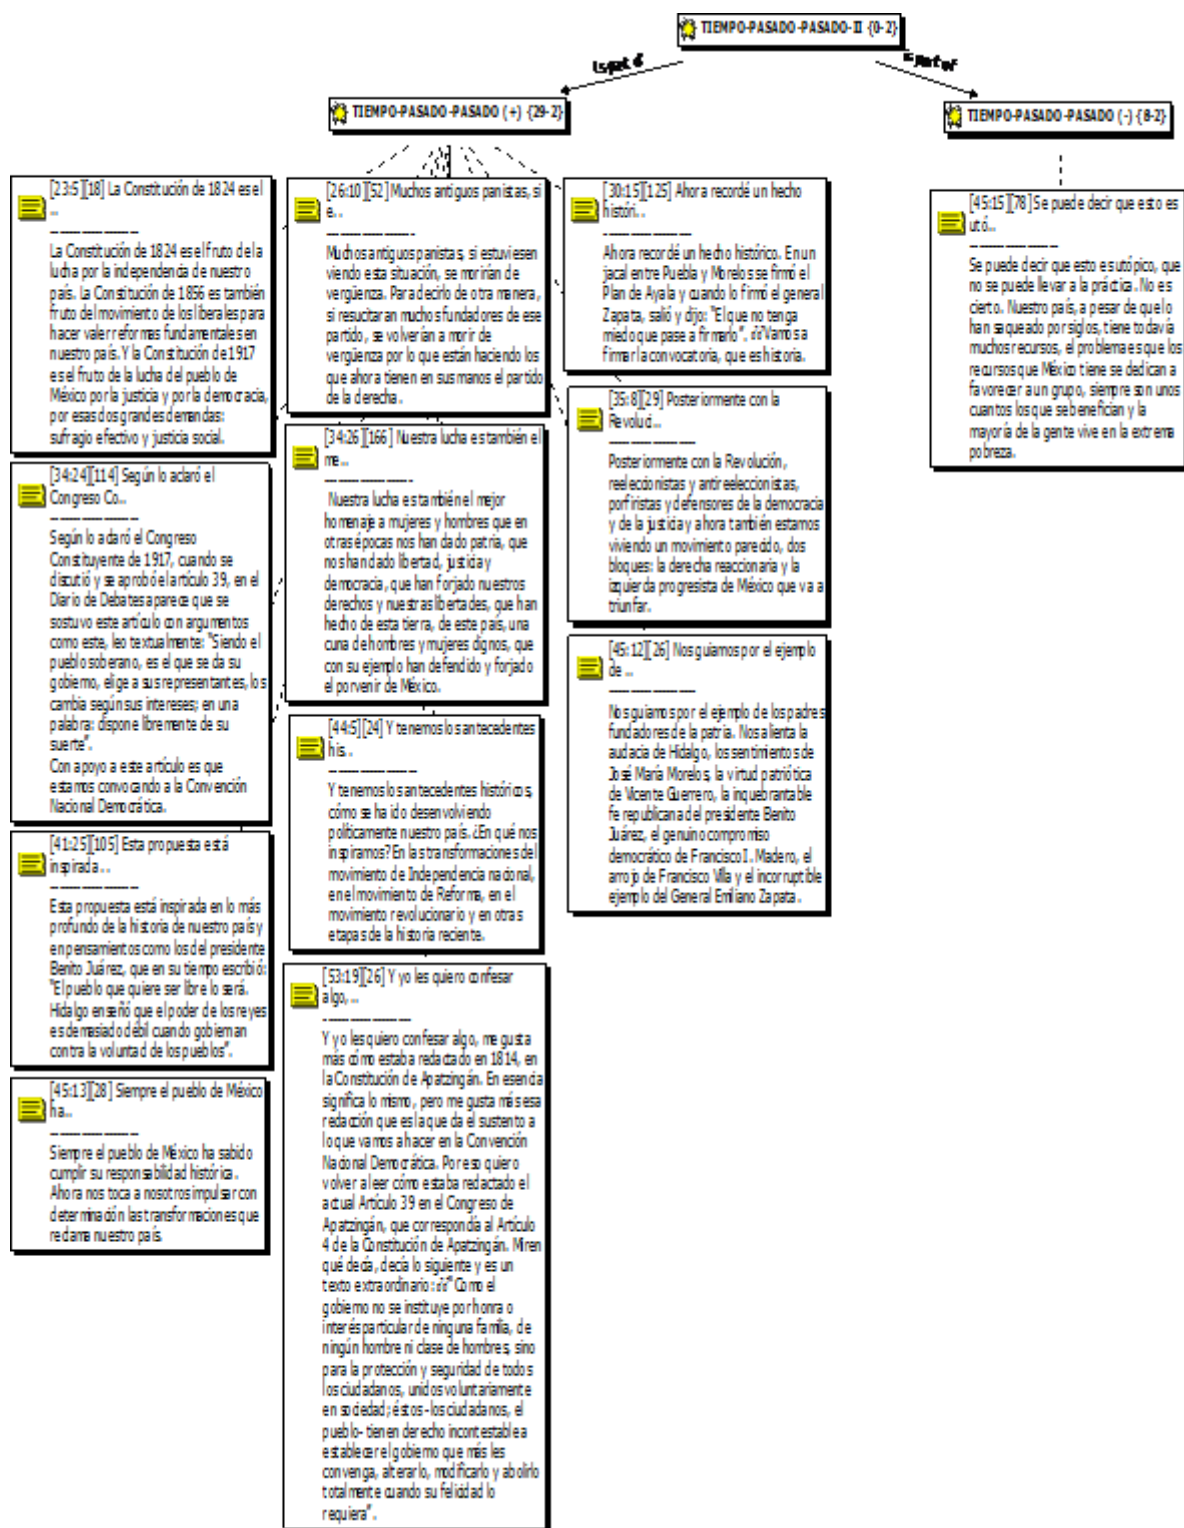 TIEMPO-PASADO-PASADO-II {0-2}
is part of
is part of
TIEMPO-PASADO-PASADO (+) {29-2}
TIEMPO-PASADO-PASADO (-) {8-2}
[23:5][18] La Constitución de 1824 es el
...
La Constitución de 1824 es el fruto de la
lucha por la independencia de nuestro
país. La Constitución de 1856 es también
fruto del movimiento de los liberales para
hacer valer reformas fundamentales en
nuestro país. Y la Constitución de 1917
es el fruto de la lucha del pueblo de
México por la justicia y por la democracia,
por esas dos grandes demandas:
sufragio efectivo y justicia social.
[34:24][114] Según lo aclaró el
Congreso Co...
Según lo aclaró el Congreso
Constituyente de 1917, cuando se
discutió y se aprobó el artículo 39, en el
Diario de Debates aparece que se
sostuvo este artículo con argumentos
como este, leo textualmente: "Siendo el
pueblo soberano, es el que se da su
gobierno, elige a sus representantes, los
cambia según sus intereses; en una
palabra: dispone libremente de su
suerte".
Con apoyo a este artículo es que
estamos convocando a la Convención
Nacional Democrática.
[41:25][105] Esta propuesta está
inspirada...
Esta propuesta está inspirada en lo más
profundo de la historia de nuestro país y
en pensamientos como los del presidente
Benito Juárez, que en su tiempo escribió:
"El pueblo que quiere ser libre lo será.
Hidalgo enseñó que el poder de los reyes
es demasiado débil cuando gobiernan
contra la voluntad de los pueblos".
[45:13][28] Siempre el pueblo de México
ha...
Siempre el pueblo de México ha sabido
cumplir su responsabilidad histórica.
Ahora nos toca a nosotros impulsar con
determinación las transformaciones que
reclama nuestro país.
[26:10][52] Muchos antiguos panistas, si
e...
Muchos antiguos panistas, si estuviesen
viendo esta situación, se morirían de
vergüenza. Para decirlo de otra manera,
si resucitaran muchos fundadores de ese
partido, se volverían a morir de
vergüenza por lo que están haciendo los
que ahora tienen en sus manos el partido
de la derecha.
[34:26][166] Nuestra lucha es también el
me...
Nuestra lucha es también el mejor
homenaje a mujeres y hombres que en
otras épocas nos han dado patria, que
nos han dado libertad, justicia y
democracia, que han forjado nuestros
derechos y nuestras libertades, que han
hecho de esta tierra, de este país, una
cuna de hombres y mujeres dignos, que
con su ejemplo han defendido y forjado
el porvenir de México.
[44:5][24] Y tenemos los antecedentes
his...
Y tenemos los antecedentes históricos,
cómo se ha ido desenvolviendo
políticamente nuestro país. ¿En qué nos
inspiramos? En las transformaciones del
movimiento de Independencia nacional,
en el movimiento de Reforma, en el
movimiento revolucionario y en otras
etapas de la historia reciente.
[53:19][26] Y yo les quiero confesar
algo,...
Y yo les quiero confesar algo, me gusta
más cómo estaba redactado en 1814, en
la Constitución de Apatzingán. En esencia
significa lo mismo, pero me gusta más esa
redacción que es la que da el sustento a
lo que vamos a hacer en la Convención
Nacional Democrática. Por eso quiero
volver a leer cómo estaba redactado el
actual Artículo 39 en el Congreso de
Apatzingán, que correspondía al Artículo
4 de la Constitución de Apatzingán. Miren
qué decía, decía lo siguiente y es un
texto extraordinario: "Como el
gobierno no se instituye por honra o
interés particular de ninguna familia, de
ningún hombre ni clase de hombres, sino
para la protección y seguridad de todos
los ciudadanos, unidos voluntariamente
en sociedad; éstos -los ciudadanos, el
pueblo- tienen derecho incontestable a
establecer el gobierno que más les
convenga, alterarlo, modificarlo y abolirlo
totalmente cuando su felicidad lo
requiera".
[30:15][125] Ahora recordé un hecho
históri...
Ahora recordé un hecho histórico. En un
jacal entre Puebla y Morelos se firmó el
Plan de Ayala y cuando lo firmó el general
Zapata, salió y dijo: "El que no tenga
miedo que pase a firmarlo". Vamos a
firmar la convocatoria, que es historia.
[35:8][29] Posteriormente con la
Revoluci...
Posteriormente con la Revolución,
reeleccionistas y antireeleccionistas,
porfiristas y defensores de la democracia
y de la justicia y ahora también estamos
viviendo un movimiento parecido, dos
bloques: la derecha reaccionaria y la
izquierda progresista de México que va a
triunfar.
[45:12][26] Nos guiamos por el ejemplo
de ...
Nos guiamos por el ejemplo de los padres
fundadores de la patria. Nos alienta la
audacia de Hidalgo, los sentimientos de
José María Morelos, la virtud patriótica
de Vicente Guerrero, la inquebrantable
fe republicana del presidente Benito
Juárez, el genuino compromiso
democrático de Francisco I. Madero, el
arrojo de Francisco Villa y el incorruptible
ejemplo del General Emiliano Zapata.
[45:15][78] Se puede decir que esto es
utó...
Se puede decir que esto es utópico, que
no se puede llevar a la práctica. No es
cierto. Nuestro país, a pesar de que lo
han saqueado por siglos, tiene todavía
muchos recursos, el problema es que los
recursos que México tiene se dedican a
favorecer a un grupo, siempre son unos
cuantos los que se benefician y la
mayoría de la gente vive en la extrema
pobreza.